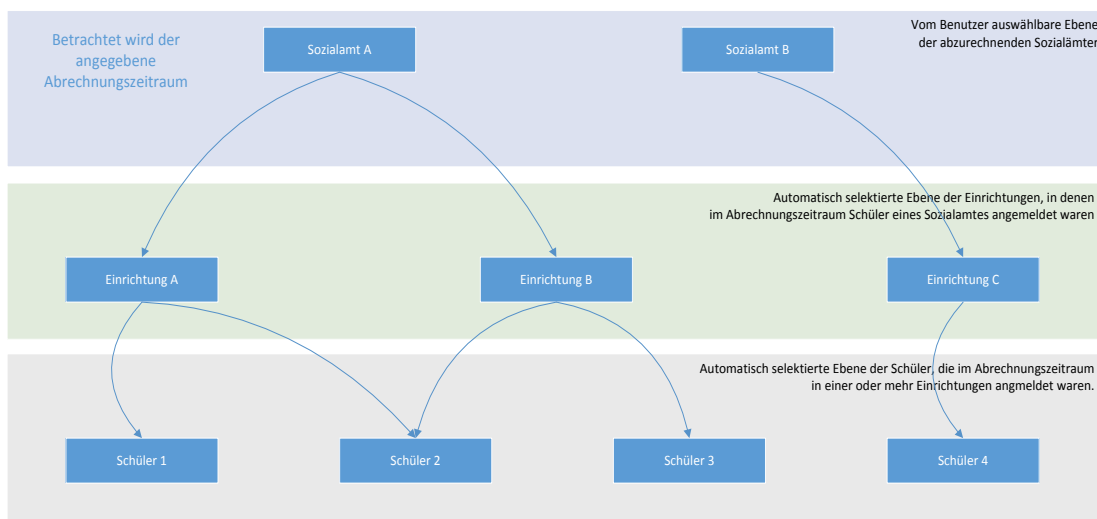 Betrachtet wird der
angegebene
Abrechnungszeitraum
Sozialamt A
Sozialamt B
Vom Benutzer auswählbare Ebene
der abzurechnenden Sozialämter
Automatisch selektierte Ebene der Einrichtungen, in denen
im Abrechnungszeitraum Schüler eines Sozialamtes angemeldet waren
Einrichtung A
Einrichtung B
Einrichtung C
Automatisch selektierte Ebene der Schüler, die im Abrechnungszeitraum
in einer oder mehr Einrichtungen angmeldet waren.
Schüler 1
Schüler 2
Schüler 3
Schüler 4